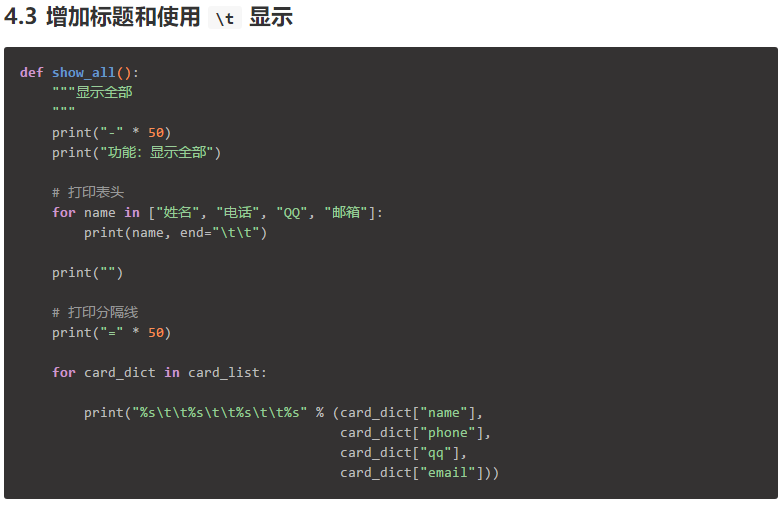 4.3 增加标题和使用 \t 显示
def show_all():
    """显示全部
    """
    print("-" * 50)
    print("功能：显示全部")
    # 打印表头
    for name in ["姓名", "电话", "QQ", "邮箱"]:
        print(name, end="\t\t")
    print("")
    # 打印分隔线
    print("=" * 50)
    for card_dict in card_list:
        print("%s\t\t%s\t\t%s\t\t%s" % (card_dict["name"],
                                        card_dict["phone"],
                                        card_dict["qq"],
                                        card_dict["email"]))